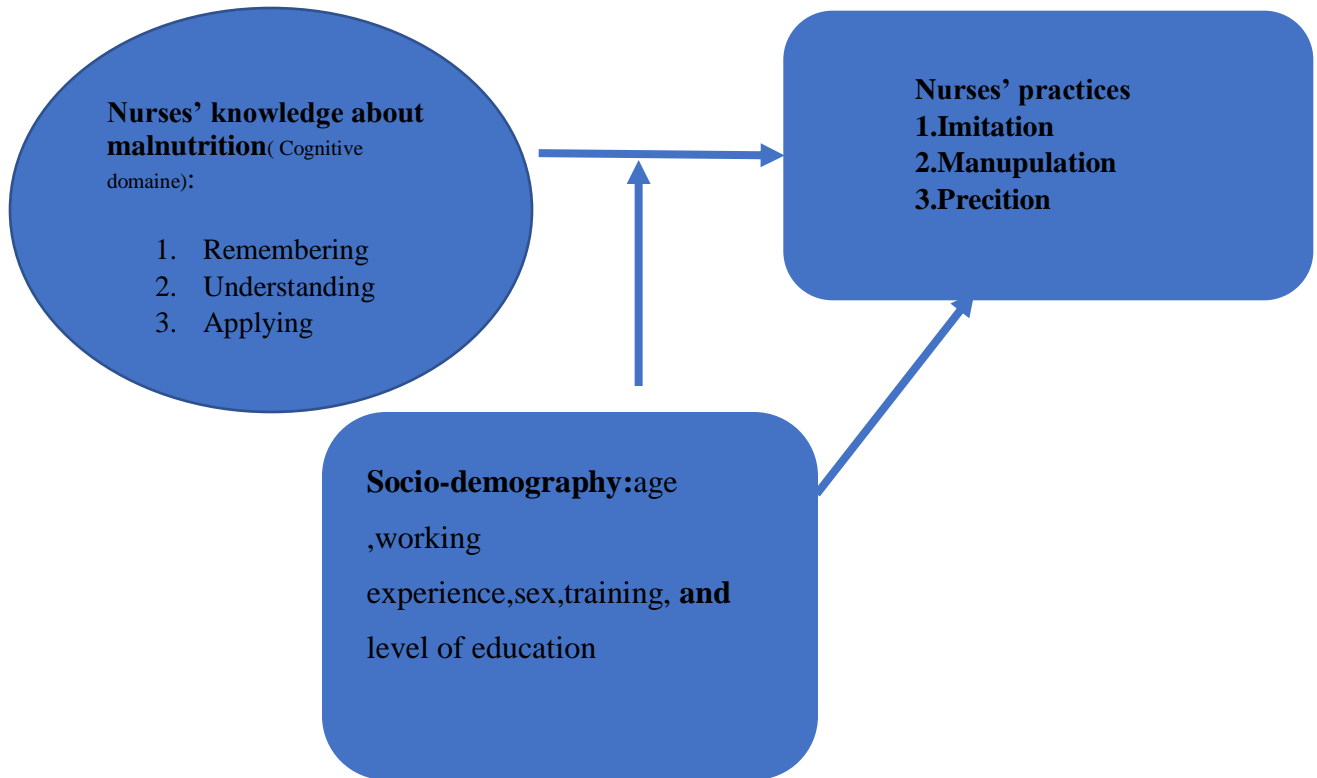 Nurses’ knowledge about
malnutrition( Cognitive
domaine):
1. Remembering
2. Understanding
3. Applying
Nurses’ practices
1.Imitation
2.Manupulation
3.Precition
Socio-demography:age
,working
experience,sex,training, and
level of education